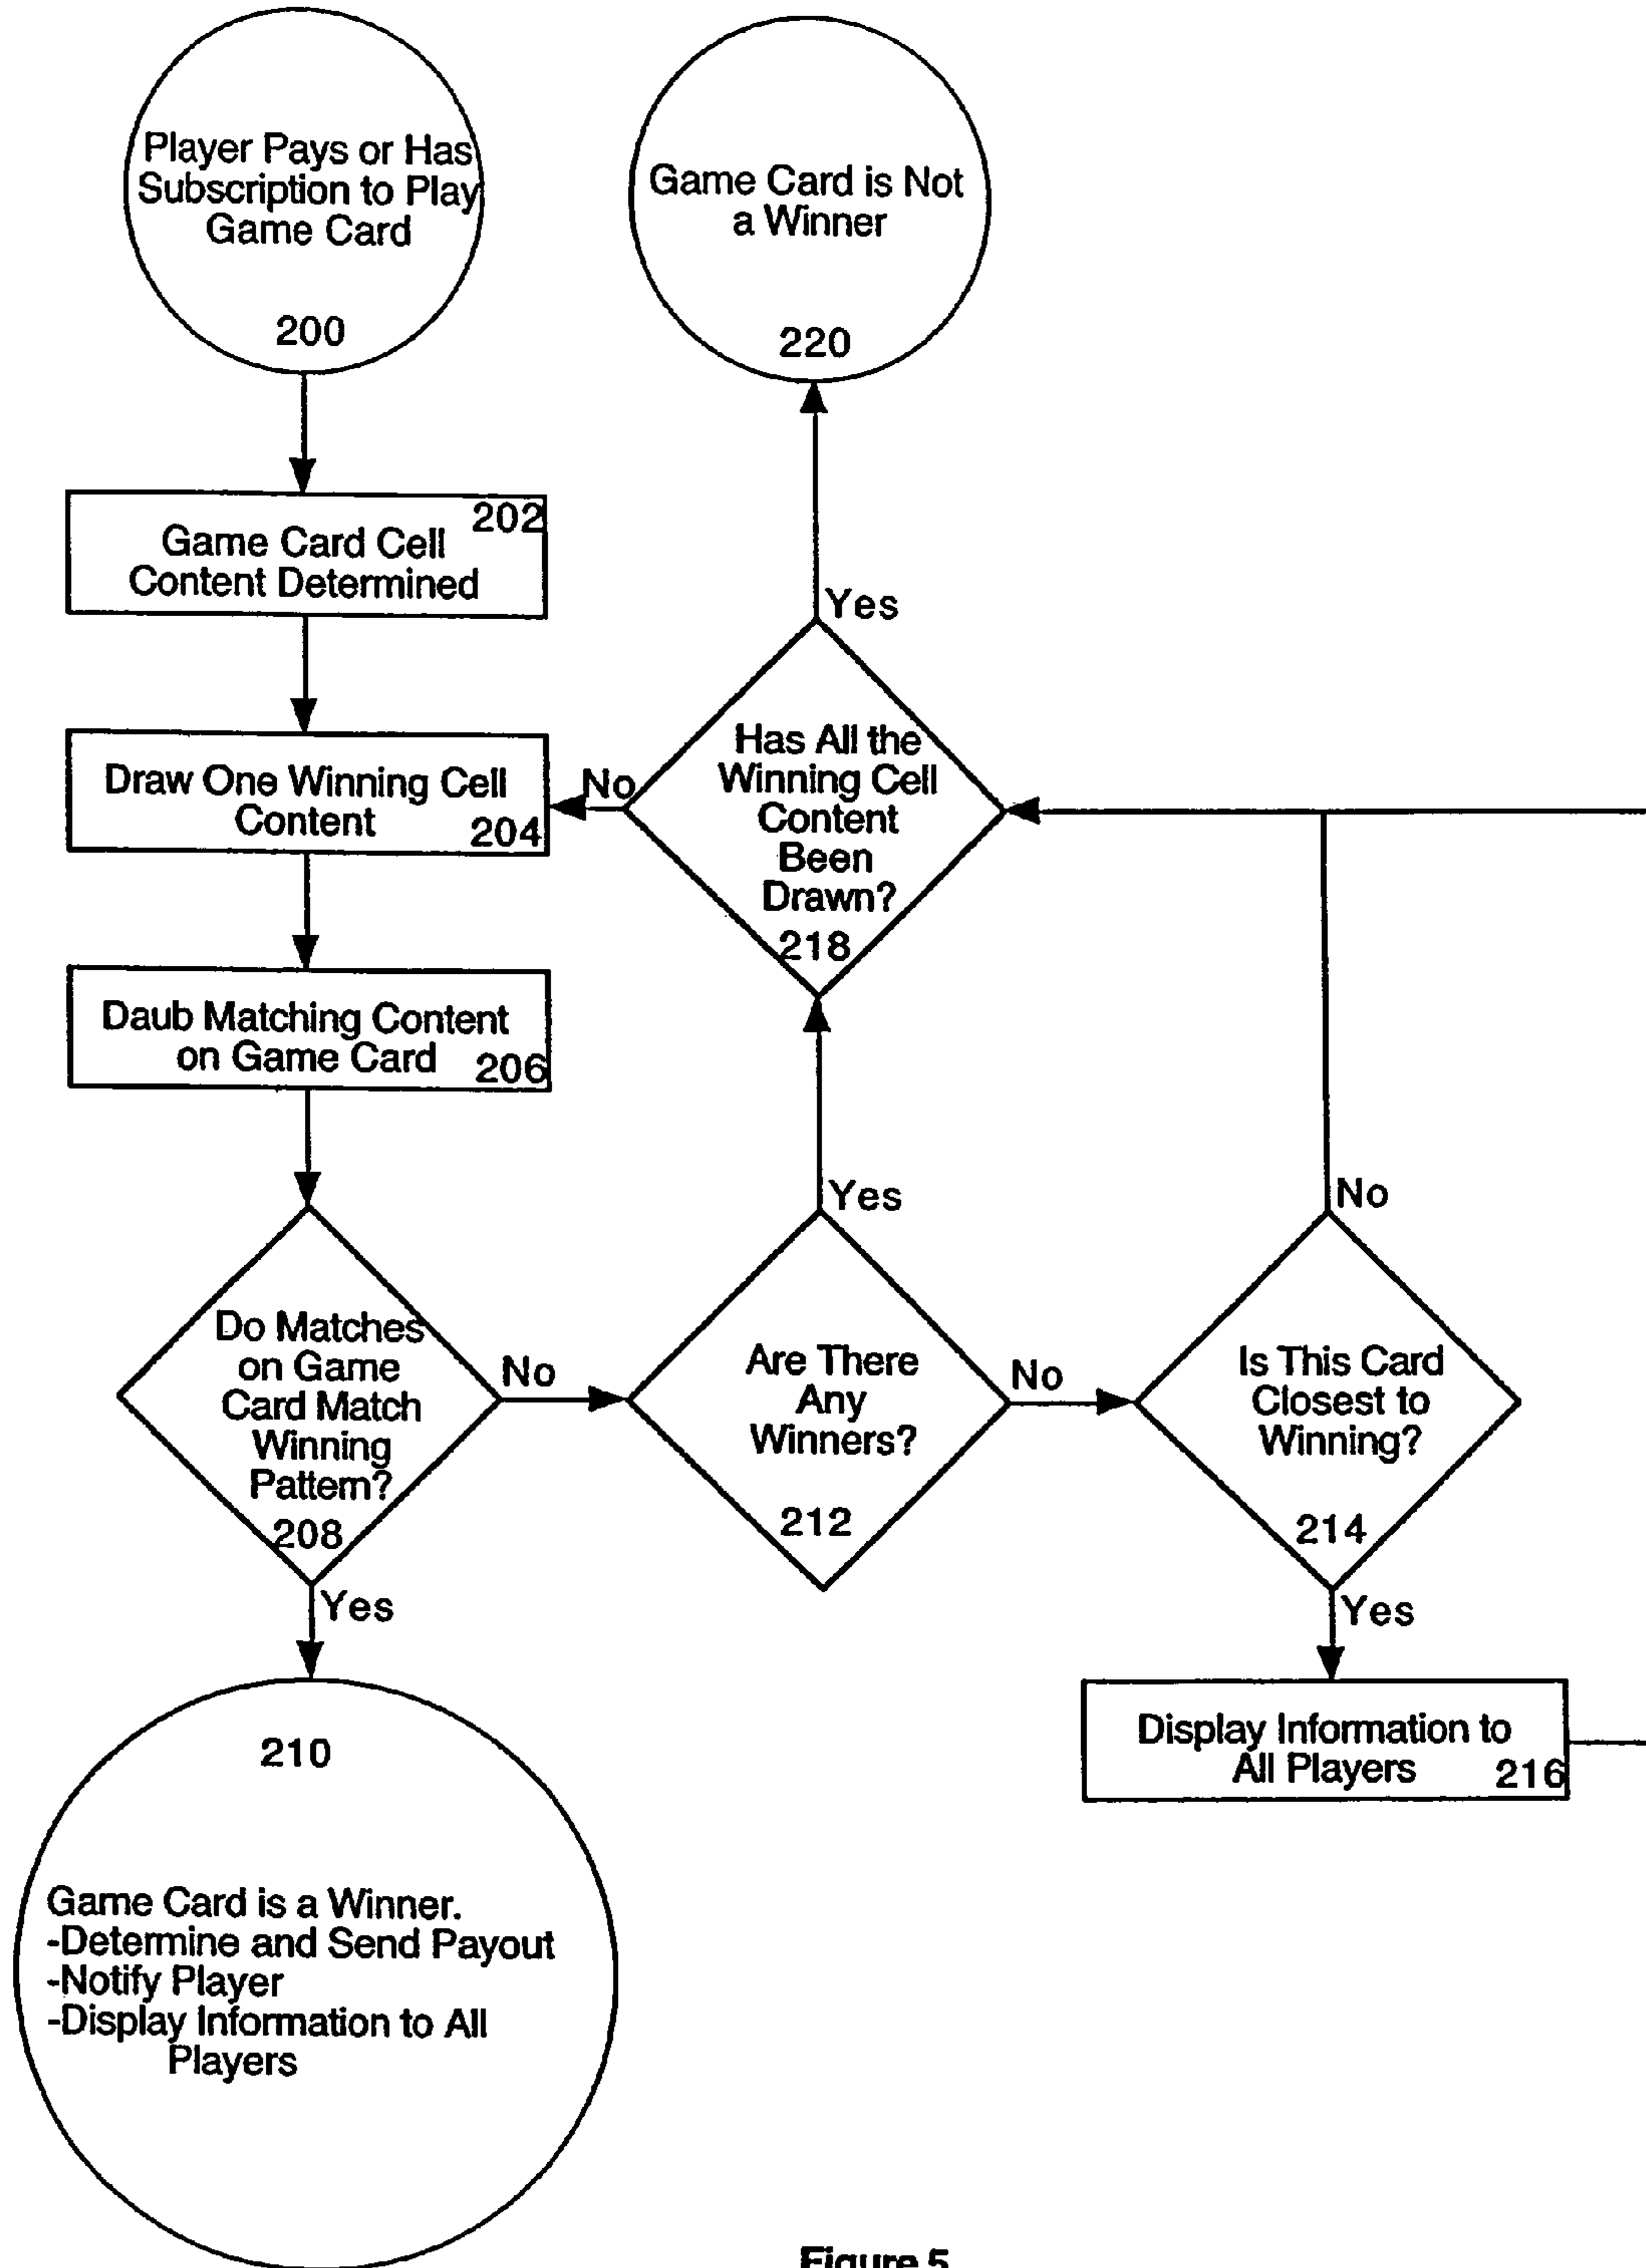 Player Pays or Has
Subscription to Play
Game Card
200
Game Card is Not
a Winner
220
202
Game Card Cell
Content Determined
Yes
Draw One Winning Cell
Content 204
No
Has All the
Winning Cell
Content
Been
Drawn?
218
Daub Matching Content
on Game Card 206
Yes
No
Do Matches
on Game
Card Match
Winning
Pattern?
208
No
Are There
Any
Winners?
212
No
Is This Card
Closest to
Winning?
214
Yes
Yes
Display Information to
All Players 216
210
Game Card is a Winner.
-Determine and Send Payout
-Notify Player
-Display Information to All
Players
Figure 5